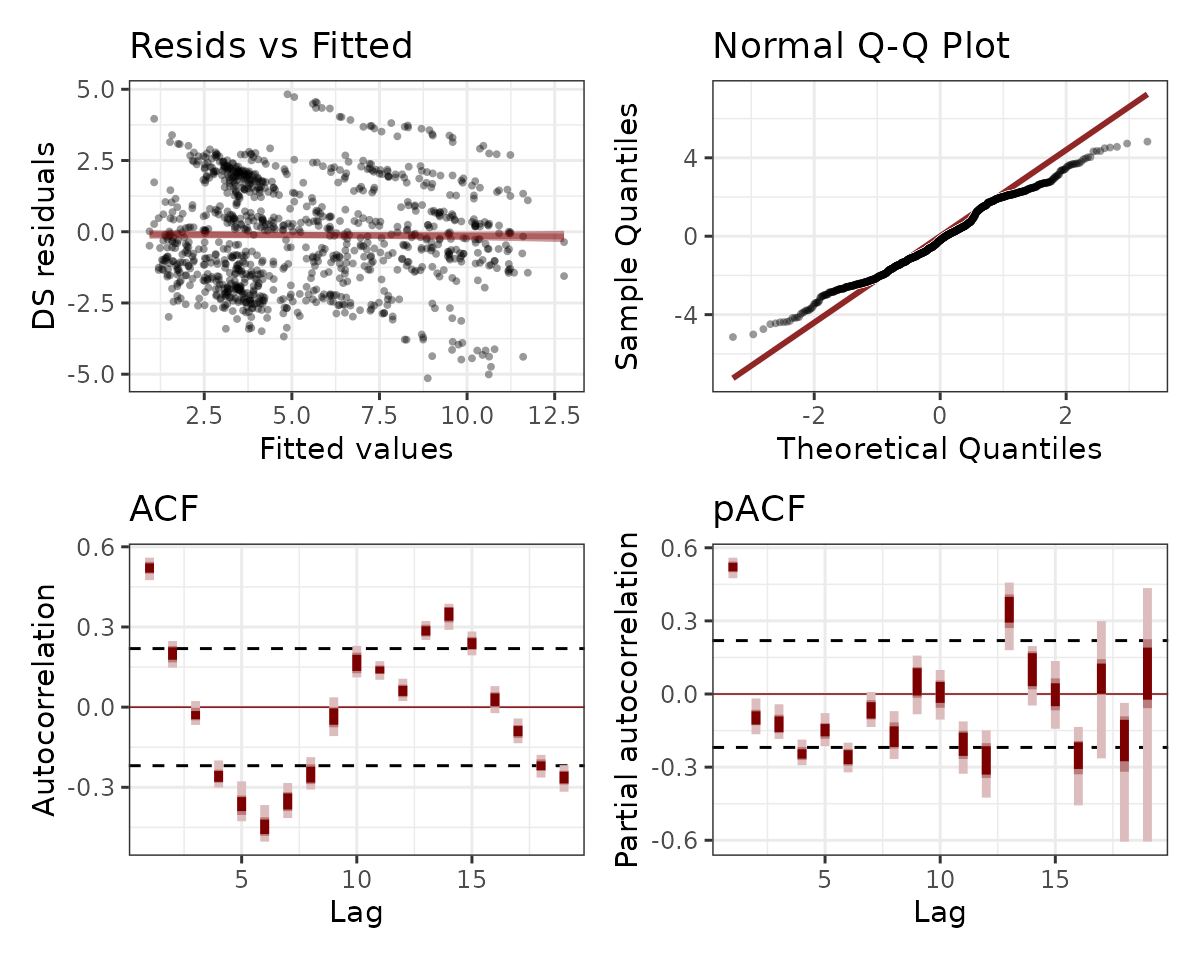 Resids vs Fitted
DS residuals
5.0
2.5
0.0
-2.5
-5.0
2.5
5.0
7.5
10.0
12.5
Fitted values
Normal Q-Q Plot
Sample Quantiles
4
0
-4
-2
0
2
Theoretical Quantiles
ACF
Autocorrelation
0.6
0.3
0.0
-0.3
5
10
15
Lag
pACF
Partial autocorrelation
0.6
0.3
0.0
-0.3
-0.6
5
10
15
Lag